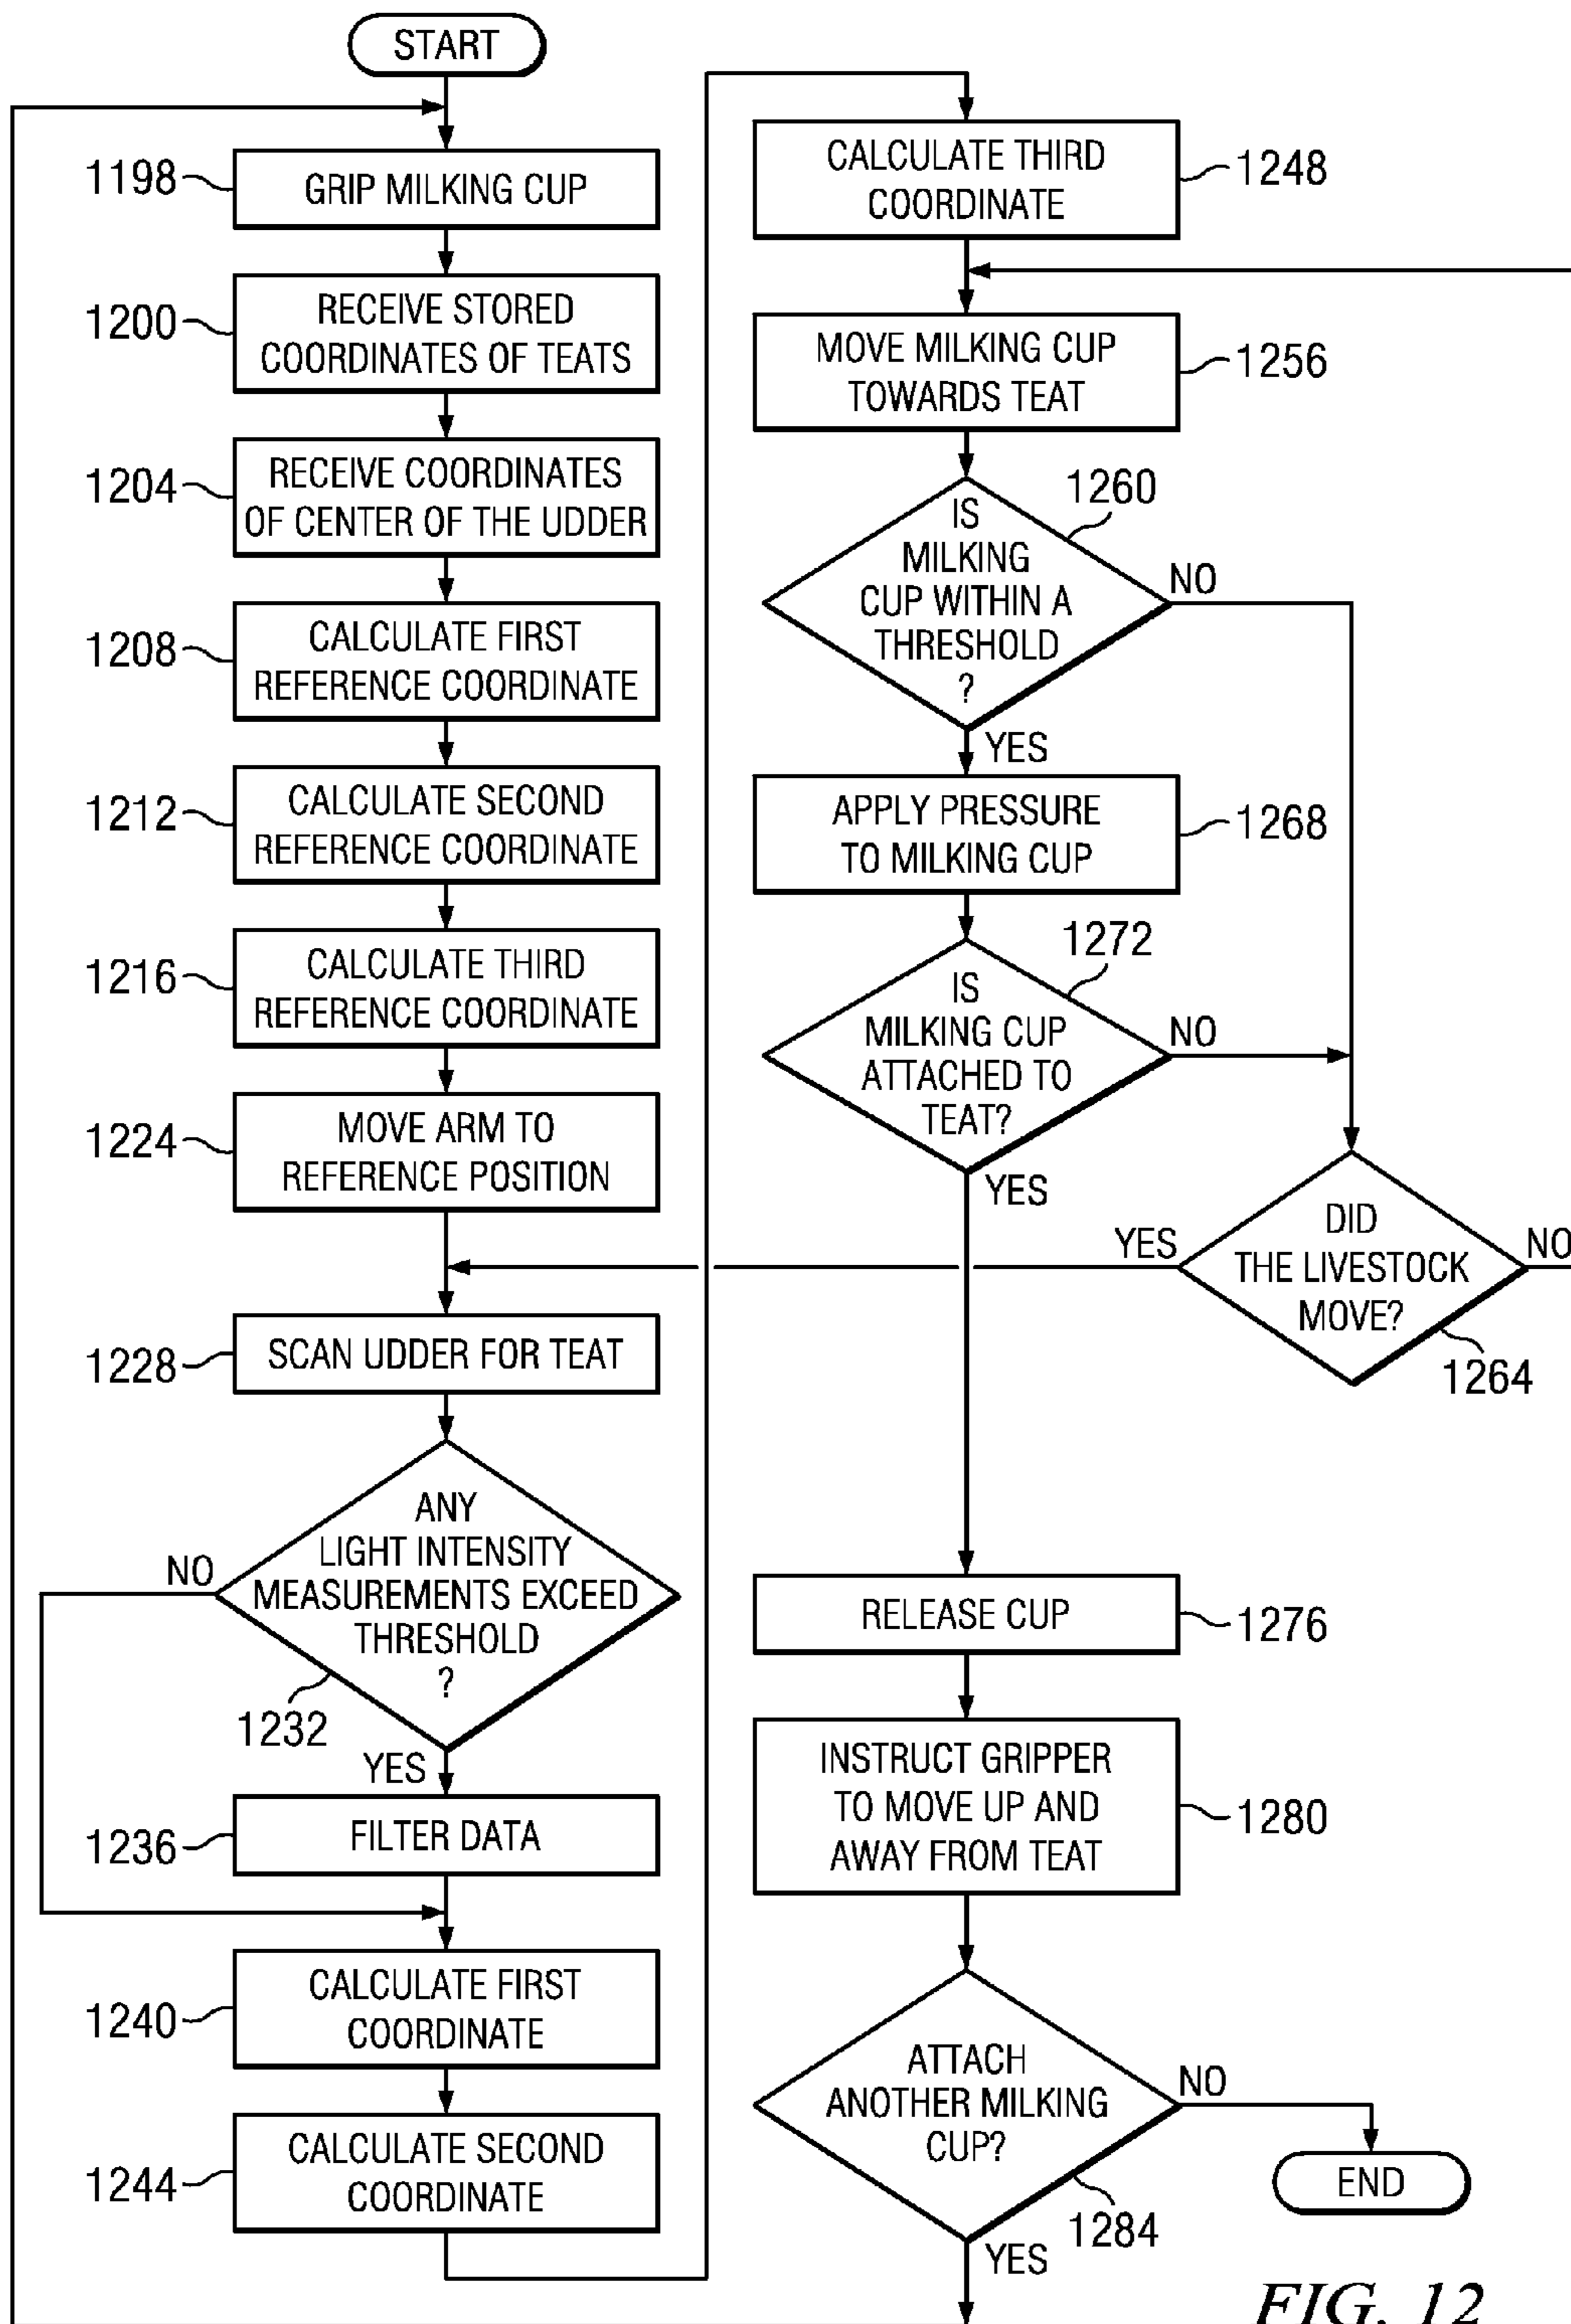 START
1198
GRIP MILKING CUP
1200
RECEIVE STORED
COORDINATES OF TEATS
1204
RECEIVE COORDINATES
OF CENTER OF THE UDDER
1208
CALCULATE FIRST
REFERENCE COORDINATE
1212
CALCULATE SECOND
REFERENCE COORDINATE
1216
CALCULATE THIRD
REFERENCE COORDINATE
1224
MOVE ARM TO
REFERENCE POSITION
1228
SCAN UDDER FOR TEAT
ANY
LIGHT INTENSITY
MEASUREMENTS EXCEED
THRESHOLD
?
NO
1232
YES
1236
FILTER DATA
1240
CALCULATE FIRST
COORDINATE
1244
CALCULATE SECOND
COORDINATE
CALCULATE THIRD
COORDINATE
1248
MOVE MILKING CUP
TOWARDS TEAT
1256
1260
IS
MILKING
CUP WITHIN A
THRESHOLD
?
NO
YES
APPLY PRESSURE
TO MILKING CUP
1268
1272
IS
MILKING CUP
ATTACHED TO
TEAT?
NO
YES
DID
THE LIVESTOCK
MOVE?
YES
NO
1264
RELEASE CUP
1276
INSTRUCT GRIPPER
TO MOVE UP AND
AWAY FROM TEAT
1280
ATTACH
ANOTHER MILKING
CUP?
NO
END
1284
YES
FIG. 12